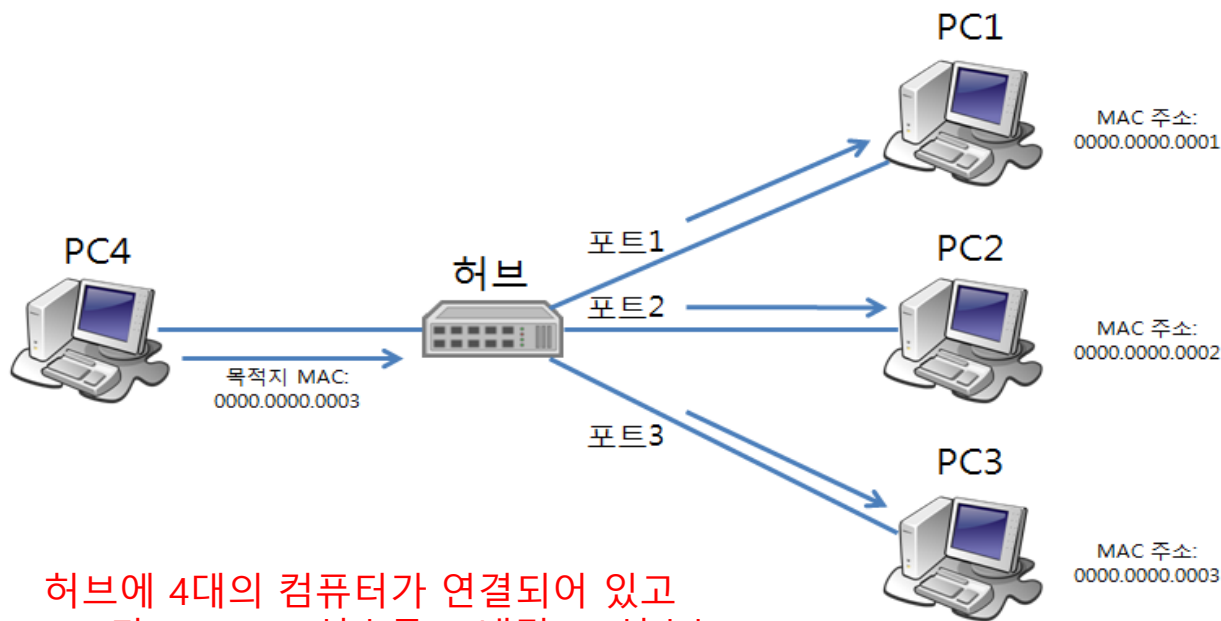 PC1
MAC 주소:
0000.0000.0001
포트1
PC4
허브
포트2
PC2
MAC 주소:
0000.0000.0002
목적지 MAC:
0000.0000.0003
포트3
PC3
MAC 주소:
0000.0000.0003
허브에 4대의 컴퓨터가 연결되어 있고